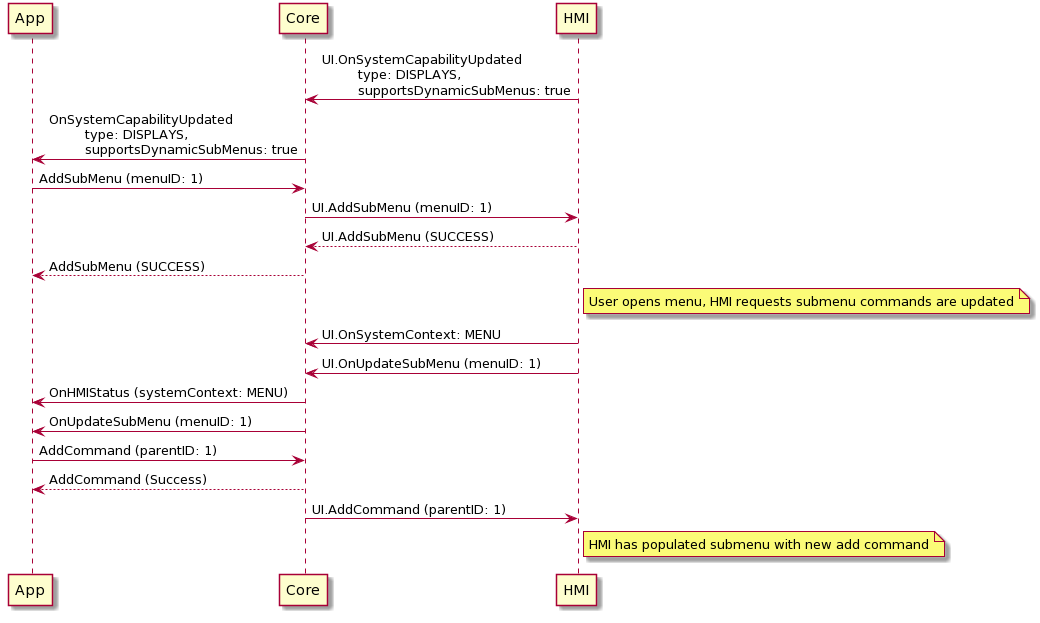 App Core HMI
UI.OnSystemCapabilityUpdated
type: DISPLAYS,
supportsDynamicSubMenus: true
OnSystemCapabilityUpdated
type: DISPLAYS,
supportsDynamicSubMenus: true
AddSubMenu (menuID: 1)
UI.AddSubMenu (menuID: 1)
UI.AddSubMenu (SUCCESS)
AddSubMenu (SUCCESS)
User opens menu, HMI requests submenu commands are updated
UI.OnSystemContext: MENU
UI.OnUpdateSubMenu (menuID: 1)
OnHMIStatus (systemContext: MENU)
OnUpdateSubMenu (menuID: 1)
AddCommand (parentID: 1)
AddCommand (Success)
UI.AddCommand (parentID: 1)
HMI has populated submenu with new add command
App Core HMI